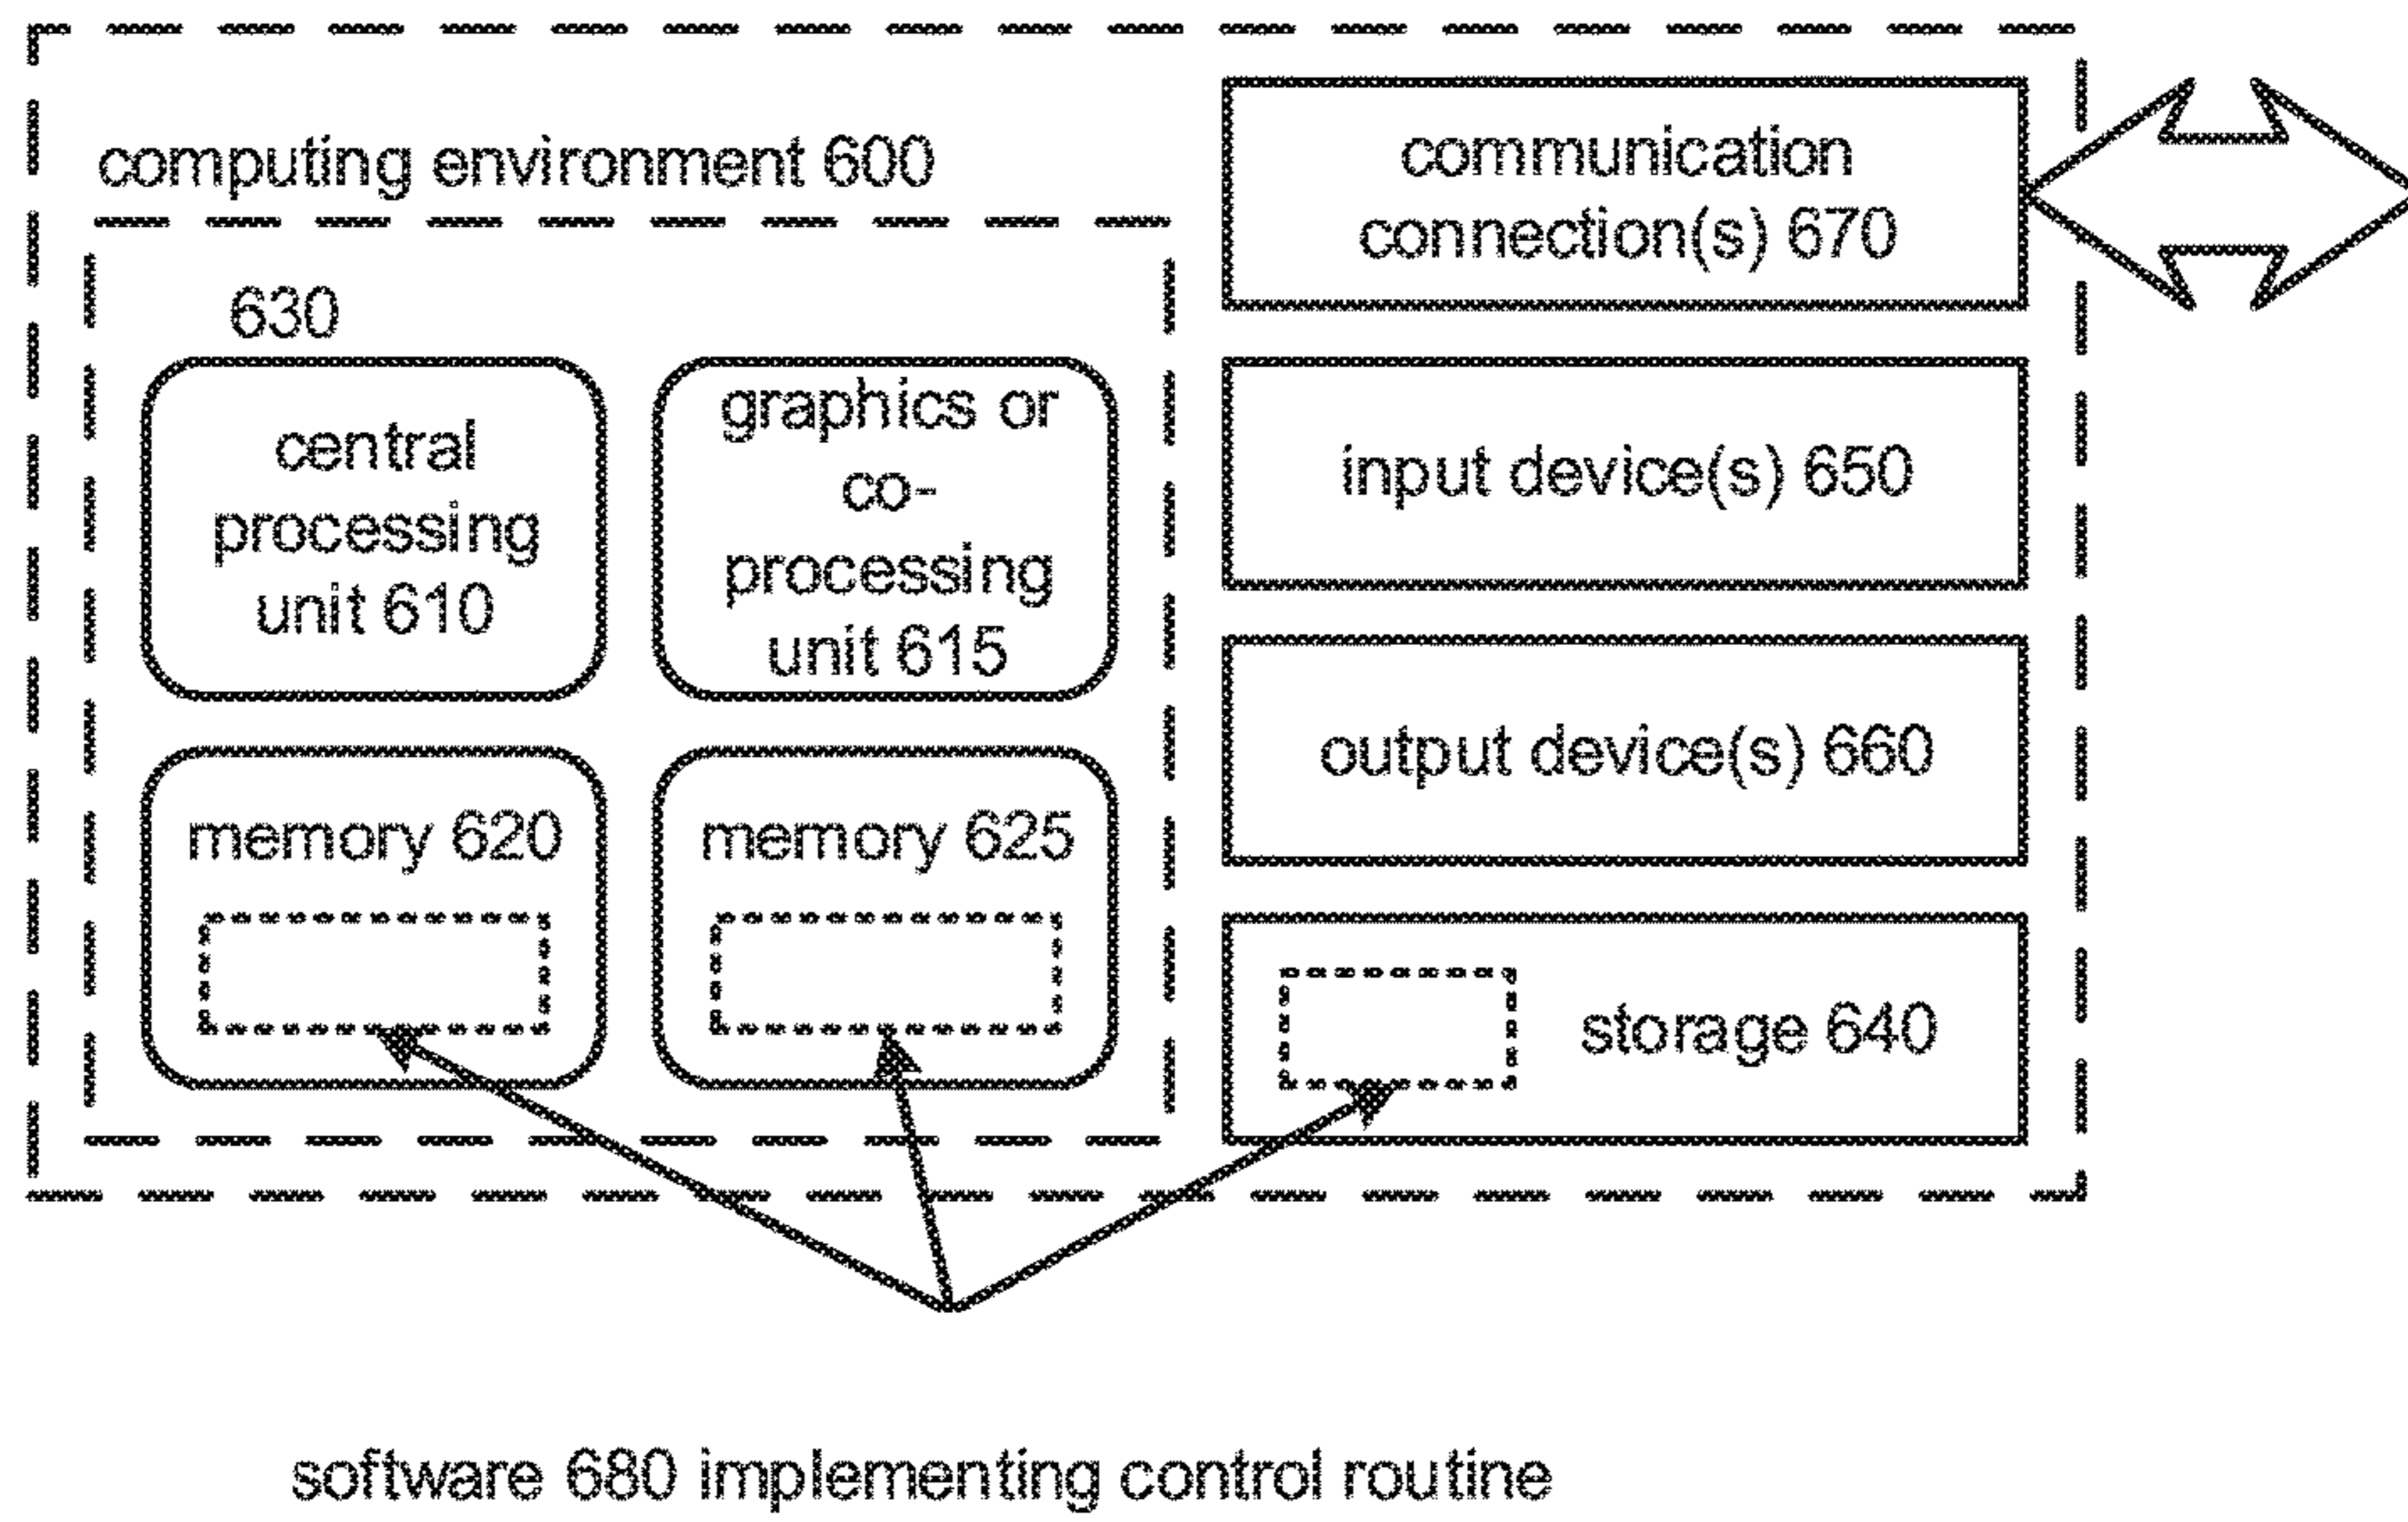 computing environment 600
630
central
processing
unit 610
graphics or
co-
processing
unit 615
memory 620
memory 625
communication
connection(s) 670
input device(s) 650
output device(s) 660
storage 640
software 680 implementing control routine